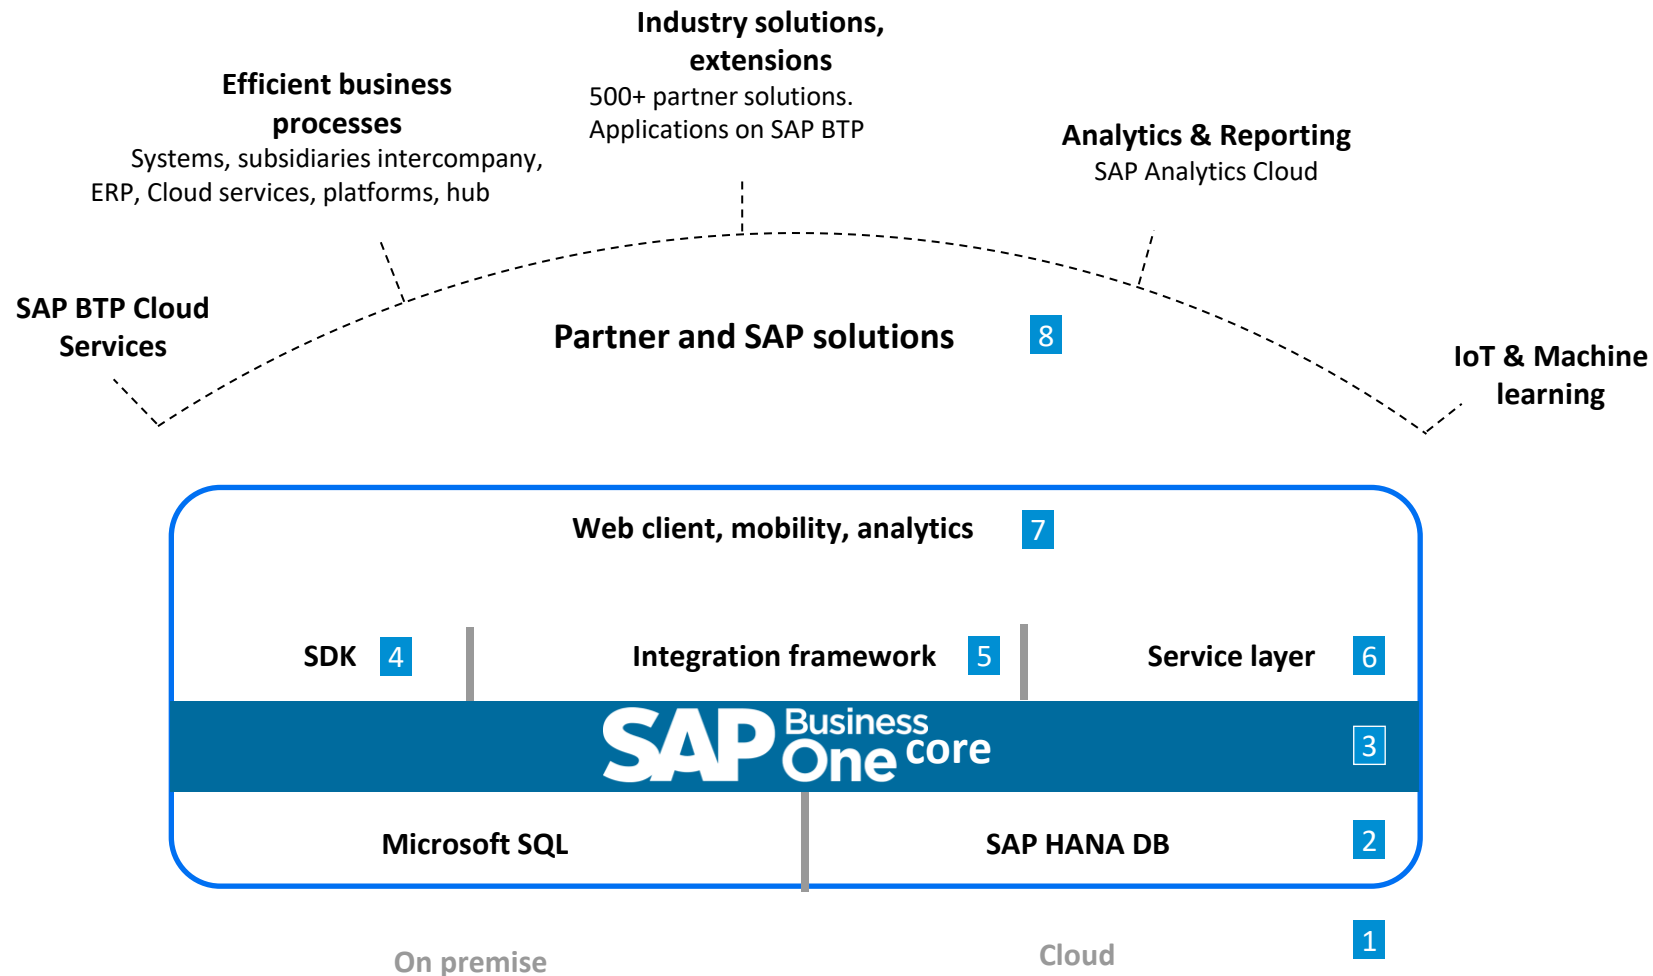 Industry solutions,
extensions
500+ partner solutions.
Applications on SAP BTP
Efficient business
processes
Systems, subsidiaries intercompany,
ERP, Cloud services, platforms, hub
Analytics & Reporting
SAP Analytics Cloud
SAP BTP Cloud
Services
Partner and SAP solutions 8
IoT & Machine
learning
Web client, mobility, analytics 7
SDK 4 Integration framework 5 Service layer 6
SAP Business One core 3
Microsoft SQL SAP HANA DB 2
On premise Cloud 1